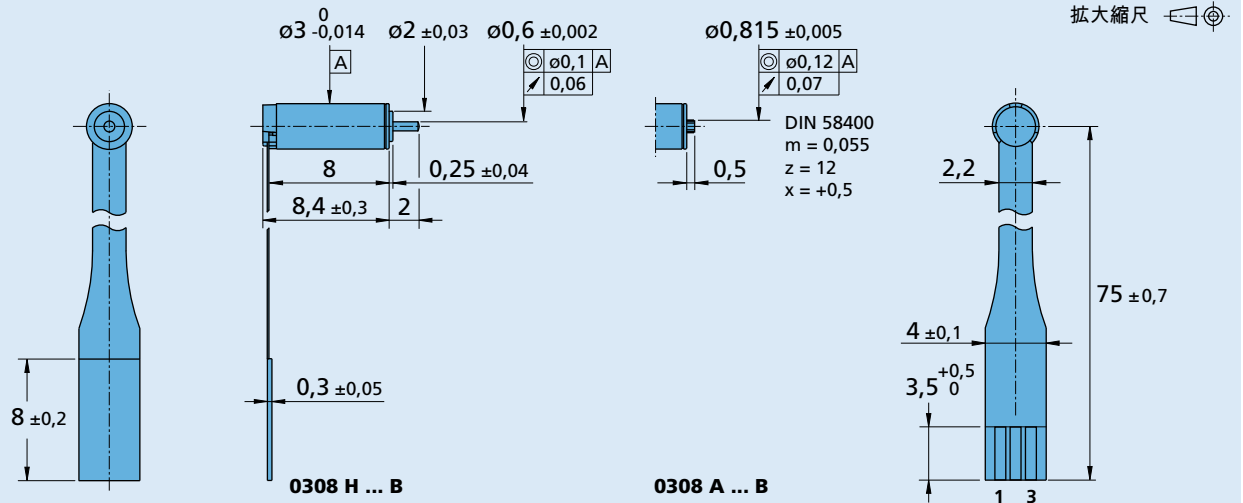 拡大縮尺
ø3 0 -0,014
ø2 ±0,03
ø0,6 ±0,002
ø0,815 ±0,005
A
◎ ø0,1 A
↗ 0,06
◎ ø0,12 A
↗ 0,07
DIN 58400
m = 0,055
z = 12
x = +0,5
8
0,25 ±0,04
0,5
2,2
8,4 ±0,3
2
75 ±0,7
4 ±0,1
0,3 ±0,05
3,5 +0,5 0
8 ±0,2
0308 H ... B
0308 A ... B
1 3